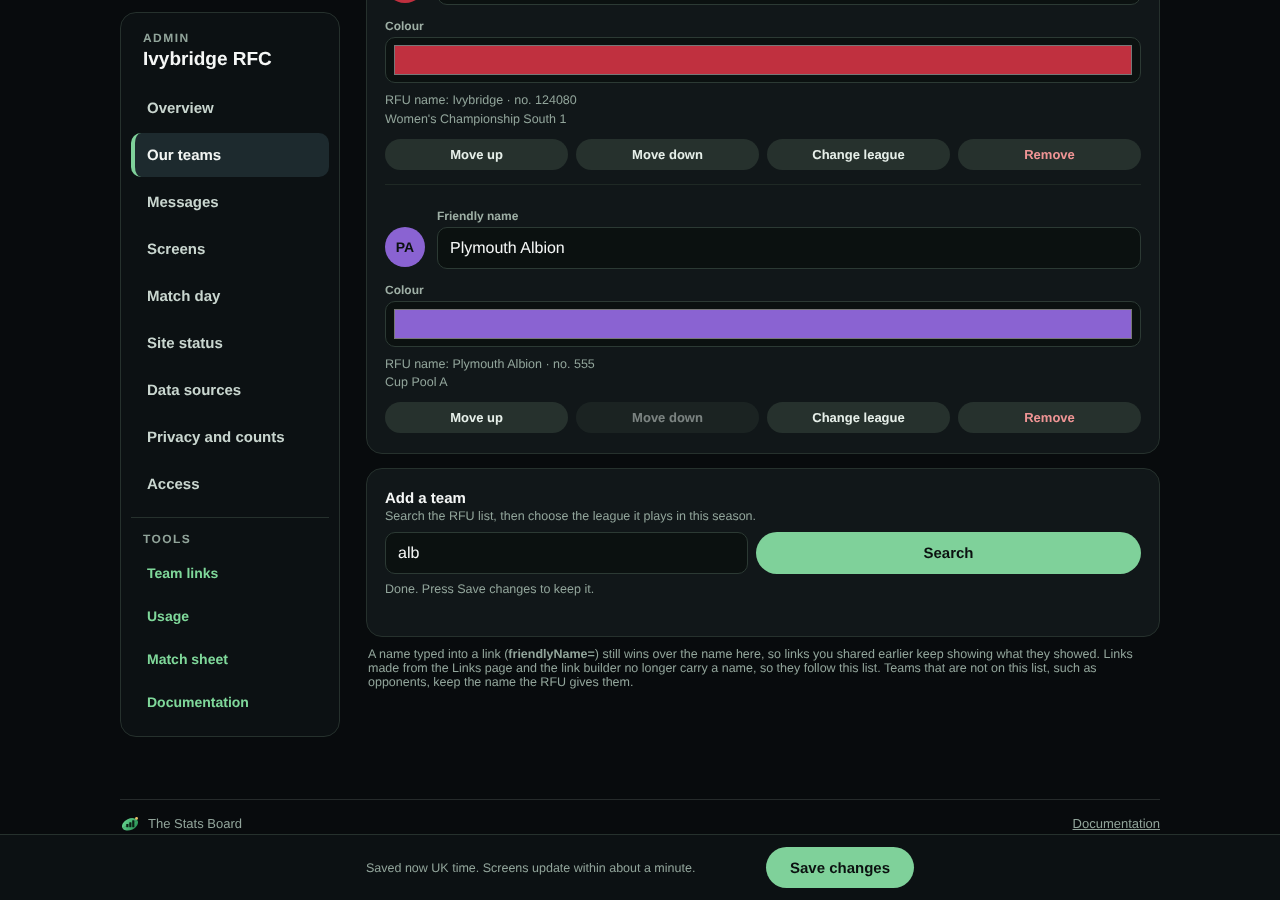 ADMIN
Ivybridge RFC
Overview
Our teams
Messages
Screens
Match day
Site status
Data sources
Privacy and counts
Access
TOOLS
Team links
Usage
Match sheet
Documentation
Colour
RFU name: Ivybridge · no. 124080
Women's Championship South 1
Move up
Move down
Change league
Remove
Friendly name
PA
Plymouth Albion
Colour
RFU name: Plymouth Albion · no. 555
Cup Pool A
Move up
Move down
Change league
Remove
Add a team
Search the RFU list, then choose the league it plays in this season.
alb
Search
Done. Press Save changes to keep it.
A name typed into a link (friendlyName=) still wins over the name here, so links you shared earlier keep showing what they showed. Links
made from the Links page and the link builder no longer carry a name, so they follow this list. Teams that are not on this list, such as
opponents, keep the name the RFU gives them.
The Stats Board
Documentation
Saved now UK time. Screens update within about a minute.
Save changes